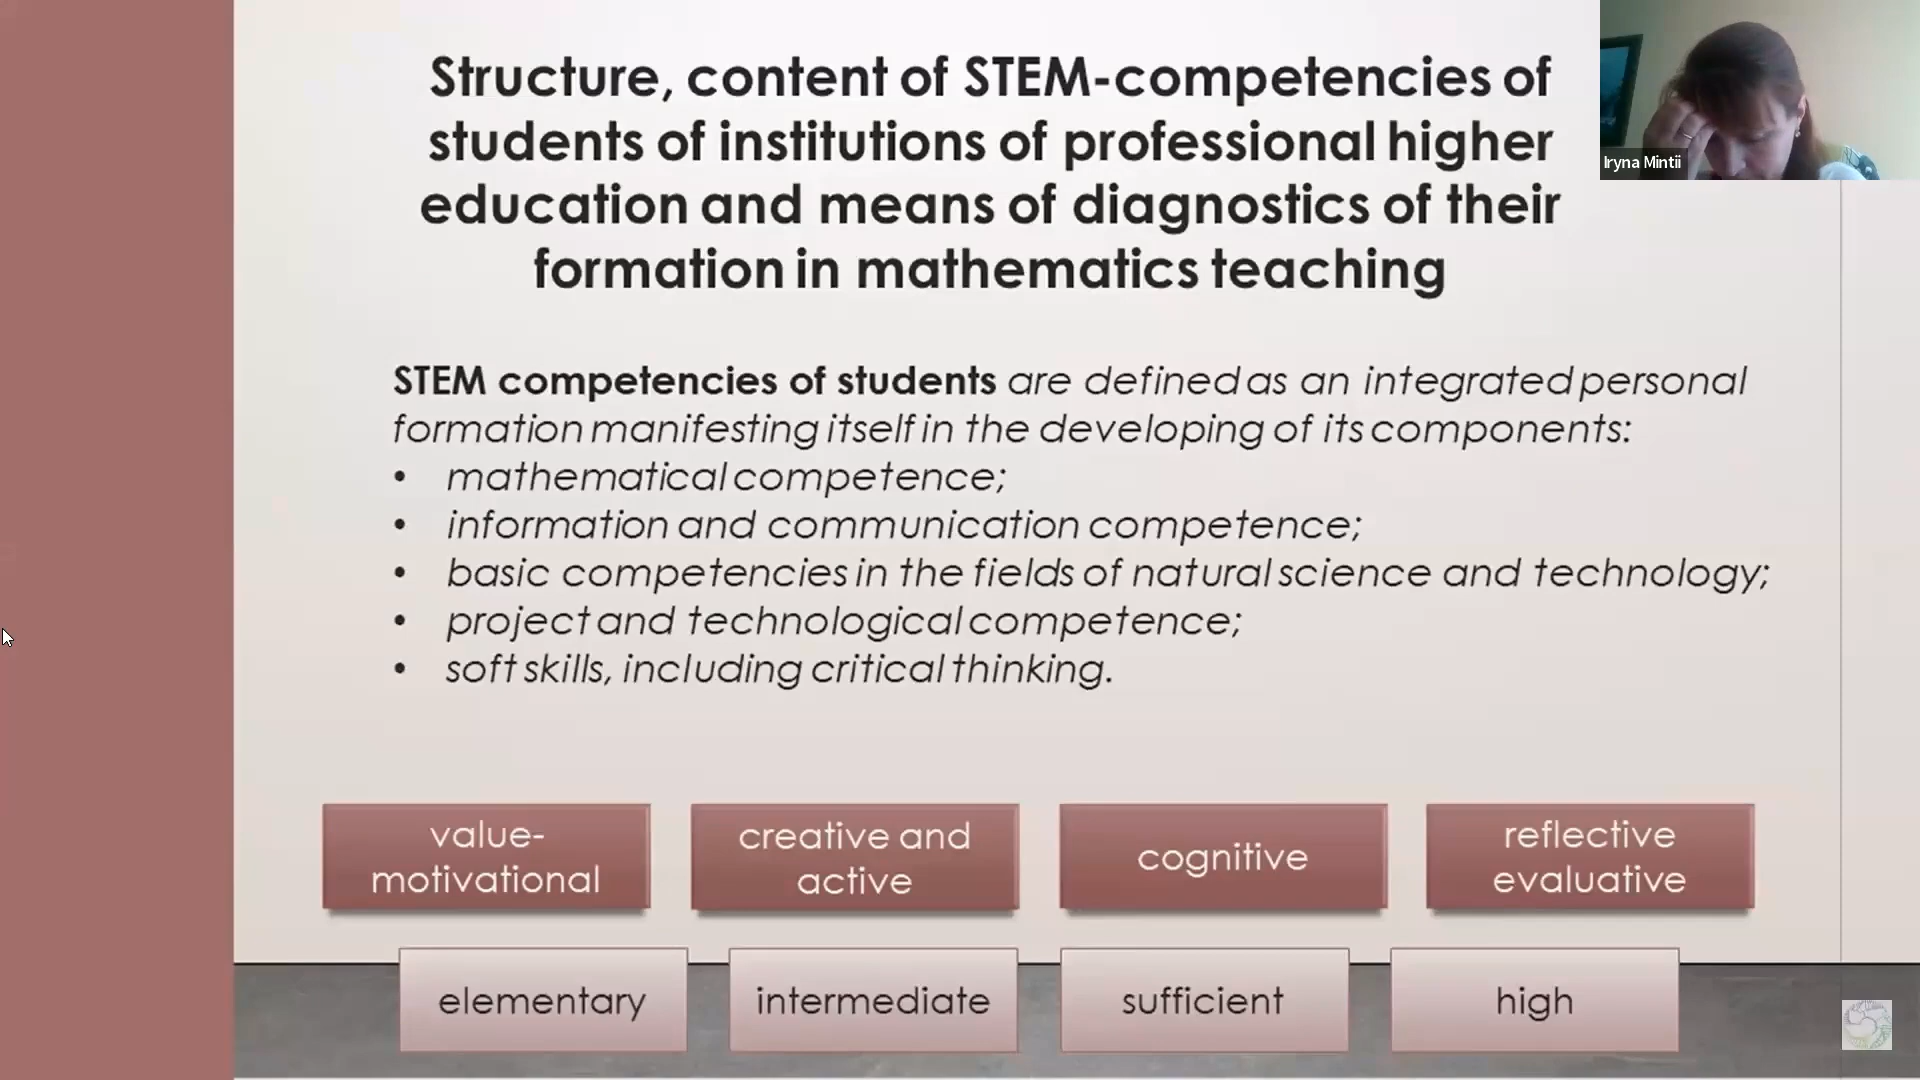 Structure, content of STEM-competencies of
students of institutions of professional higher
education and means of diagnostics of their
formation in mathematics teaching
Iryna Mintii
STEM competencies of students are defined as an integrated personal
formation manifesting itself in the developing of its components:
• mathematical competence;
• information and communication competence;
• basic competencies in the fields of natural science and technology;
• project and technological competence;
• soft skills, including critical thinking.
value-
motivational
creative and
active
cognitive
reflective
evaluative
elementary
intermediate
sufficient
high